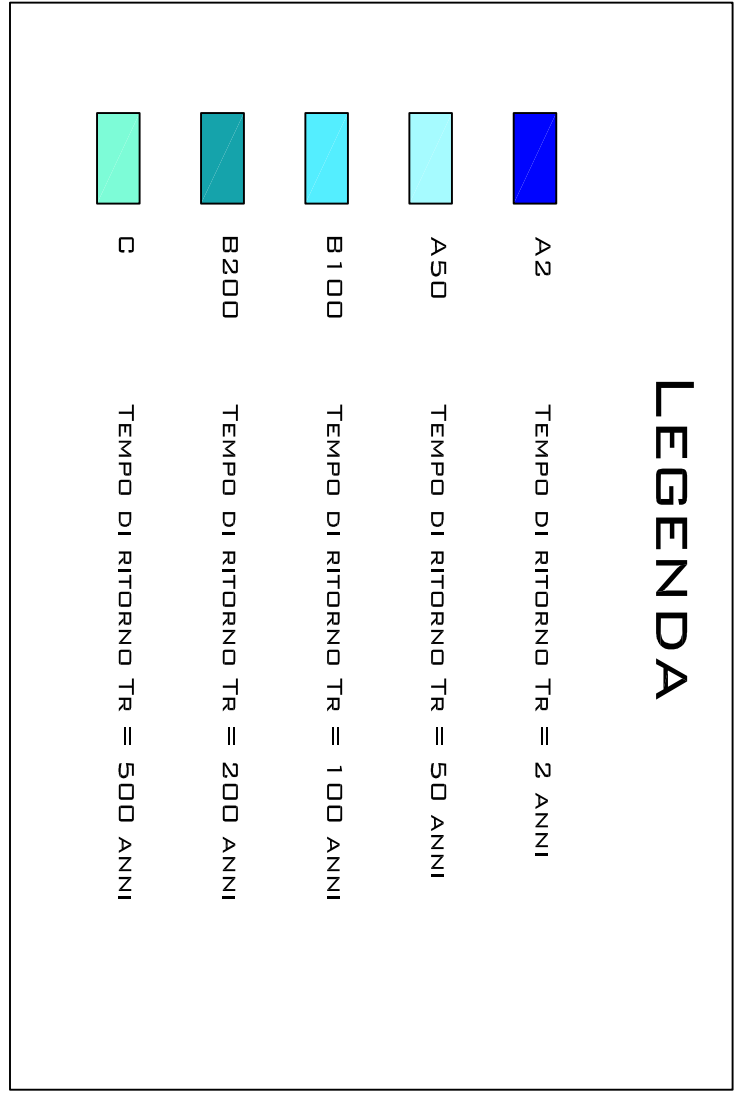 LEGENDA
A2 TEMPO DI RITORNO TR = 2 ANNI
A50 TEMPO DI RITORNO TR = 50 ANNI
B100 TEMPO DI RITORNO TR = 100 ANNI
B200 TEMPO DI RITORNO TR = 200 ANNI
C TEMPO DI RITORNO TR = 500 ANNI